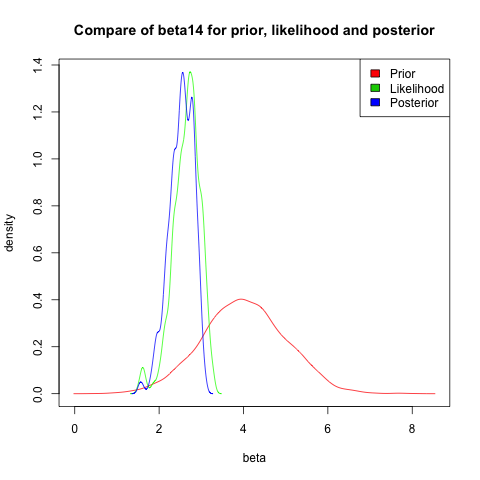 Compare of beta14 for prior, likelihood and posterior
Prior
Likelihood
Posterior
density
1.4
1.2
1.0
0.8
0.6
0.4
0.2
0.0
0 2 4 6 8
beta